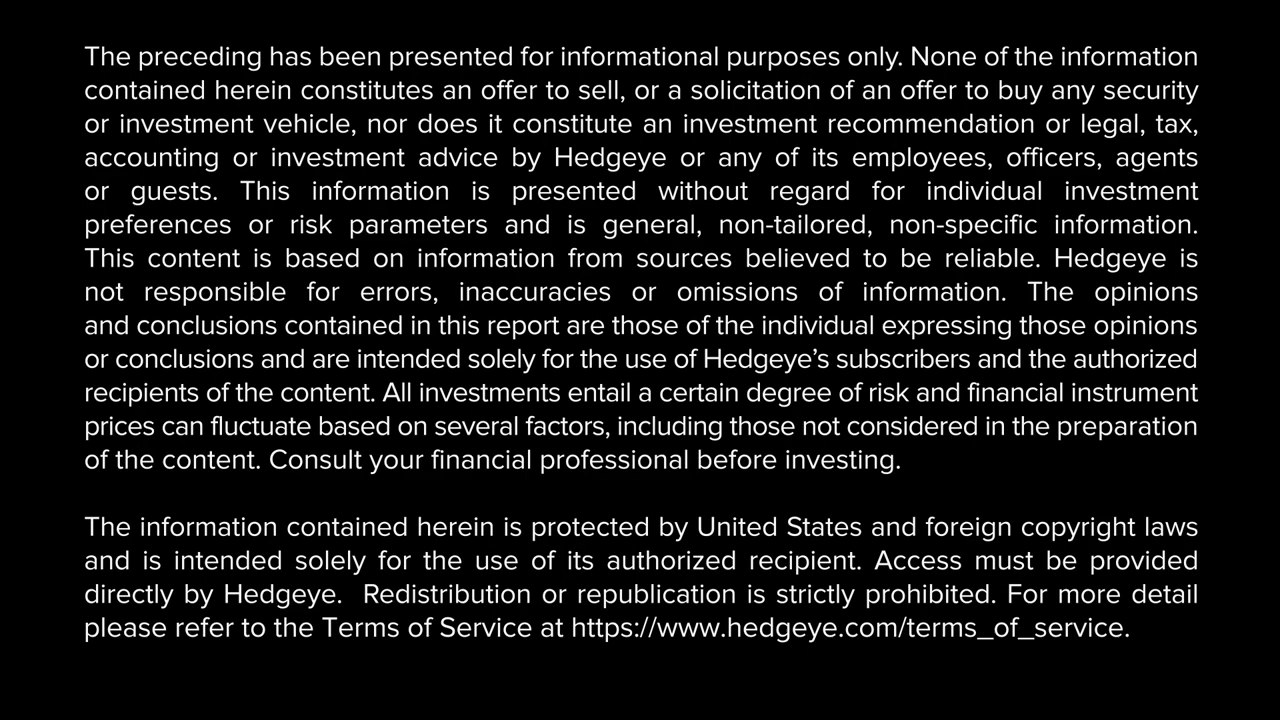 The preceding has been presented for informational purposes only. None of the information
contained herein constitutes an offer to sell, or a solicitation of an offer to buy any security
or investment vehicle, nor does it constitute an investment recommendation or legal, tax,
accounting or investment advice by Hedgeye or any of its employees, officers, agents
or guests. This information is presented without regard for individual investment
preferences or risk parameters and is general, non-tailored, non-specific information.
This content is based on information from sources believed to be reliable. Hedgeye is
not responsible for errors, inaccuracies or omissions of information. The opinions
and conclusions contained in this report are those of the individual expressing those opinions
or conclusions and are intended solely for the use of Hedgeye’s subscribers and the authorized
recipients of the content. All investments entail a certain degree of risk and financial instrument
prices can fluctuate based on several factors, including those not considered in the preparation
of the content. Consult your financial professional before investing.

The information contained herein is protected by United States and foreign copyright laws
and is intended solely for the use of its authorized recipient. Access must be provided
directly by Hedgeye.  Redistribution or republication is strictly prohibited. For more detail
please refer to the Terms of Service at https://www.hedgeye.com/terms_of_service.